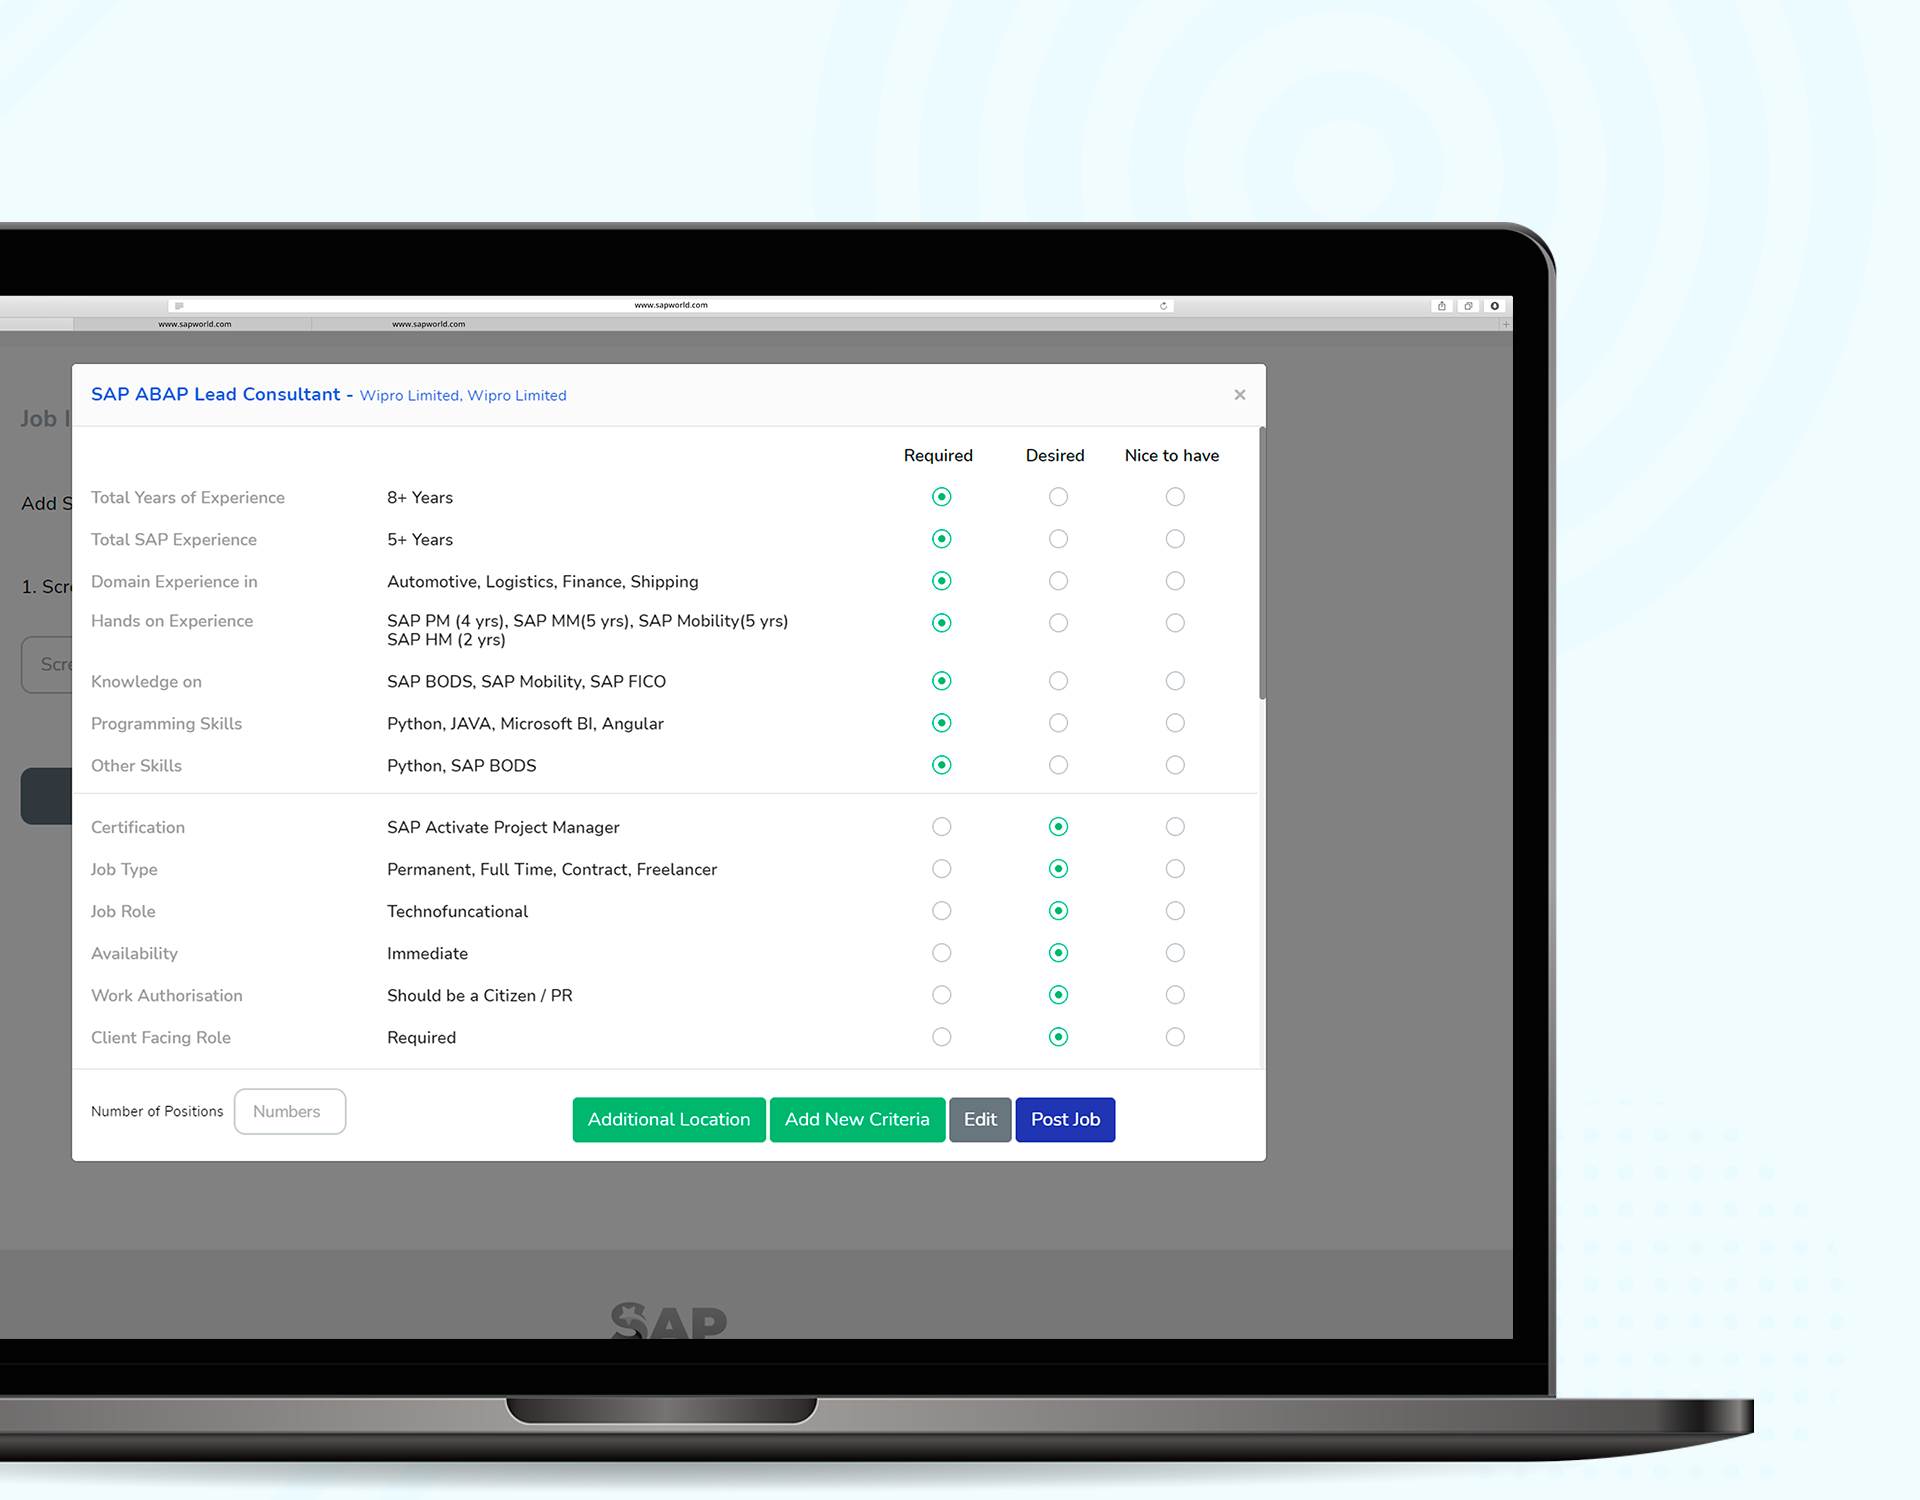 www.sapworld.com
www.sapworld.com
www.sapworld.com
Job
Add
1.
SAP ABAP Lead Consultant - Wipro Limited, Wipro Limited
×
Required Desired Nice to have
Total Years of Experience 8+ Years
Total SAP Experience 5+ Years
Domain Experience in Automotive, Logistics, Finance, Shipping
Hands on Experience SAP PM (4 yrs), SAP MM(5 yrs), SAP Mobility(5 yrs)
SAP HM (2 yrs)
Knowledge on SAP BODS, SAP Mobility, SAP FICO
Programming Skills Python, JAVA, Microsoft BI, Angular
Other Skills Python, SAP BODS
Certification SAP Activate Project Manager
Job Type Permanent, Full Time, Contract, Freelancer
Job Role Technofuncational
Availability Immediate
Work Authorisation Should be a Citizen / PR
Client Facing Role Required
Number of Positions Numbers
Additional Location Add New Criteria Edit Post Job
SAP